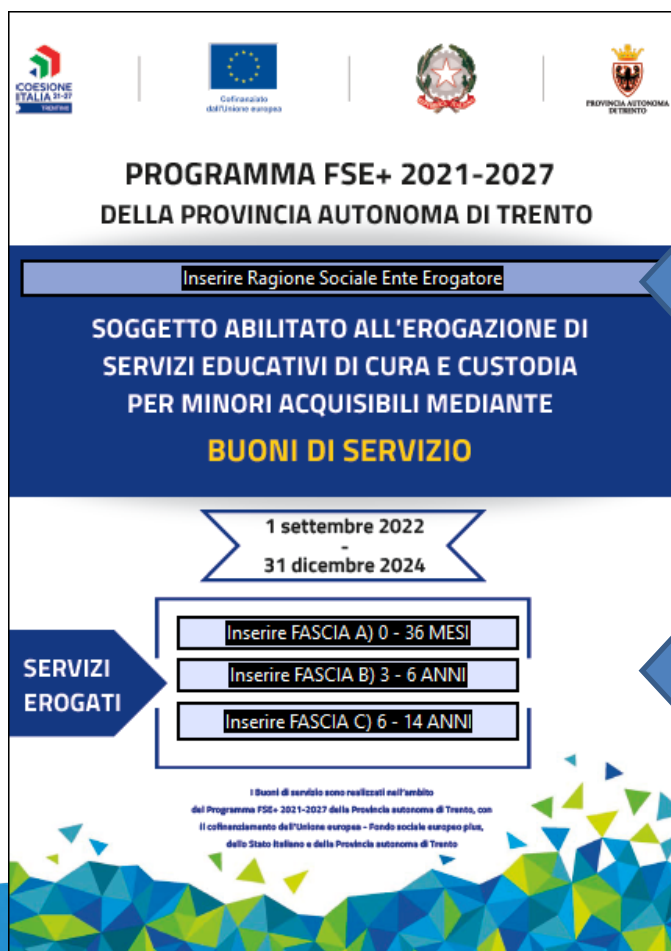 COESIONE
ITALIA 21-27
TRENTINO
Cofinanziato
dall'Unione europea
REPVBBLICA ITALIANA
PROVINCIA AUTONOMA
DI TRENTO
PROGRAMMA FSE+ 2021-2027
DELLA PROVINCIA AUTONOMA DI TRENTO
Inserire Ragione Sociale Ente Erogatore
SOGGETTO ABILITATO ALL'EROGAZIONE DI
SERVIZI EDUCATIVI DI CURA E CUSTODIA
PER MINORI ACQUISIBILI MEDIANTE
BUONI DI SERVIZIO
1 settembre 2022
-
31 dicembre 2024
SERVIZI
EROGATI
Inserire FASCIA A) 0 - 36 MESI
Inserire FASCIA B) 3 - 6 ANNI
Inserire FASCIA C) 6 - 14 ANNI
I Buoni di servizio sono realizzati nell'ambito
del Programma FSE+ 2021-2027 della Provincia autonoma di Trento, con
il cofinanziamento dell'Unione europea - Fondo sociale europeo plus,
dello Stato italiano e della Provincia autonoma di Trento